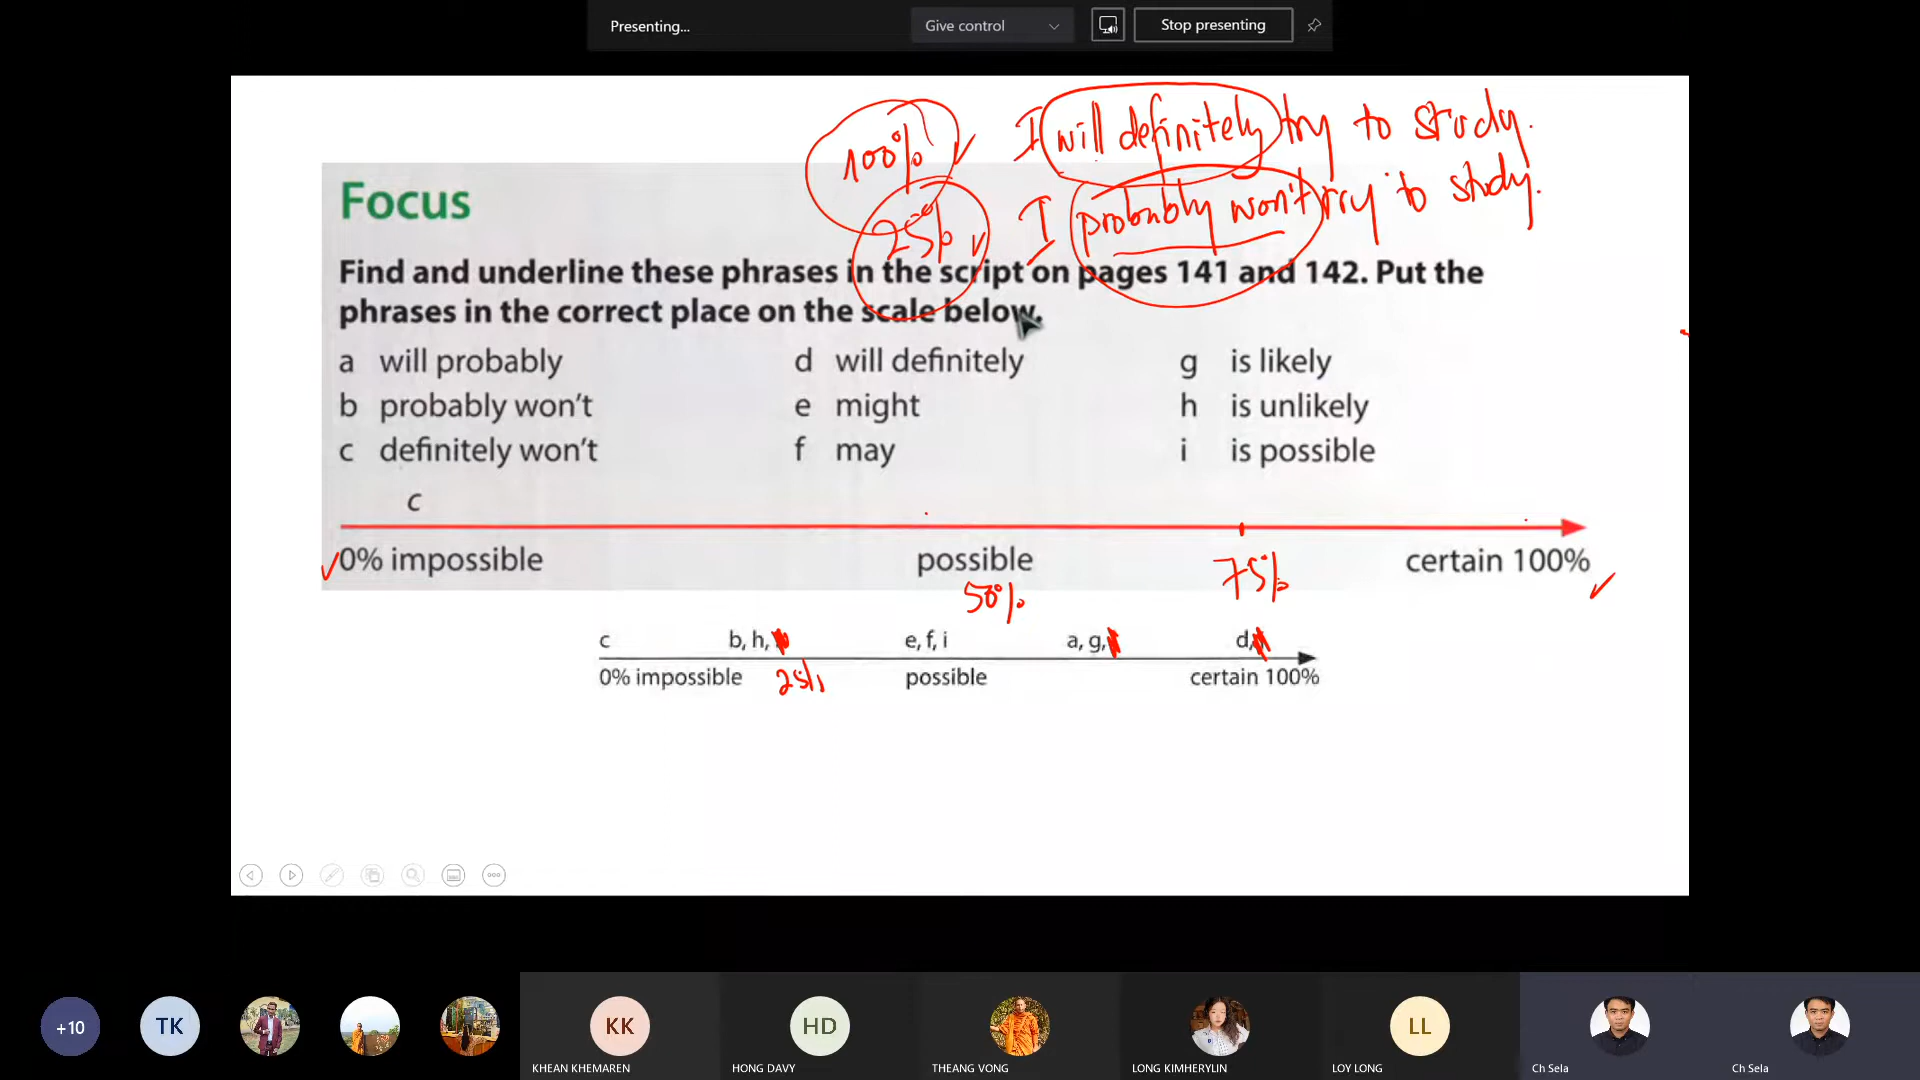 Presenting...
Give control
Stop presenting
100% I will definitely try to study.
25% I probably won't try to study.
Focus
Find and underline these phrases in the script on pages 141 and 142. Put the
phrases in the correct place on the scale below.
a will probably d will definitely g is likely
b probably won't e might h is unlikely
c definitely won't f may i is possible
c
0% impossible possible certain 100%
50% 75%
c b, h, e, f, i a, g, d,
0% impossible 25% possible certain 100%
+10 TK KK HD LL
KHEAN KHEMAREN HONG DAVY THEANG VONG LONG KIMHERYLIN LOY LONG Ch Sela Ch Sela